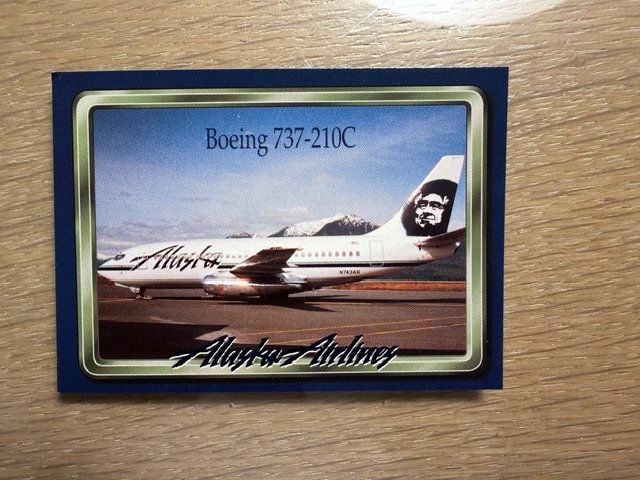 Boeing 737-210C
Alaska
N743AS
Alaska Airlines